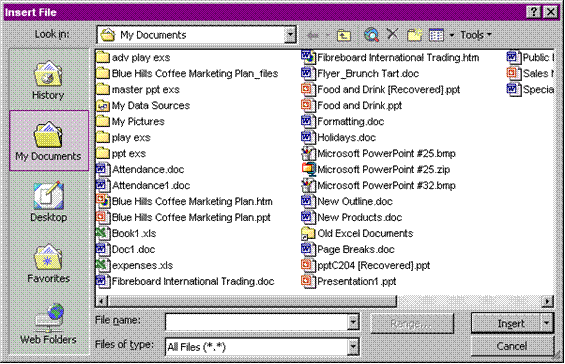 Insert File
Look in:
My Documents
Tools
History
My Documents
Desktop
Favorites
Web Folders
adv play exs
Blue Hills Coffee Marketing Plan_files
master ppt exs
My Data Sources
My Pictures
play exs
ppt exs
Attendance.doc
Attendance1.doc
Blue Hills Coffee Marketing Plan.htm
Blue Hills Coffee Marketing Plan.ppt
Book1.xls
Doc1.doc
expenses.xls
Fibreboard International Trading.doc
Fibreboard International Trading.htm
Flyer_Brunch Tart.doc
Food and Drink [Recovered].ppt
Food and Drink.ppt
Formatting.doc
Holidays.doc
Microsoft PowerPoint #25.bmp
Microsoft PowerPoint #25.zip
Microsoft PowerPoint #32.bmp
New Outline.doc
New Products.doc
Old Excel Documents
Page Breaks.doc
pptC204 [Recovered].ppt
Presentation1.ppt
Public
Sales
Specia
File name:
Range...
Insert
Files of type:
All Files (*.*)
Cancel